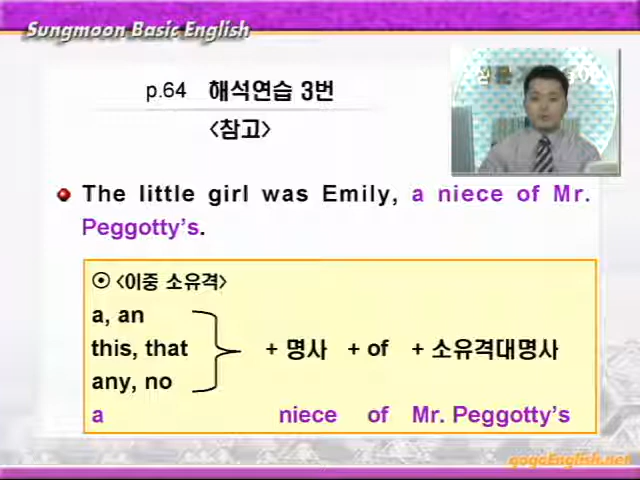 Sungmoon Basic English
p.64 해석연습 3번
<참고>
The little girl was Emily, a niece of Mr.
Peggotty's.
⊙ <이중 소유격>
a, an
this, that + 명사 + of + 소유격대명사
any, no
a niece of Mr. Peggotty's
gogoEnglish.net